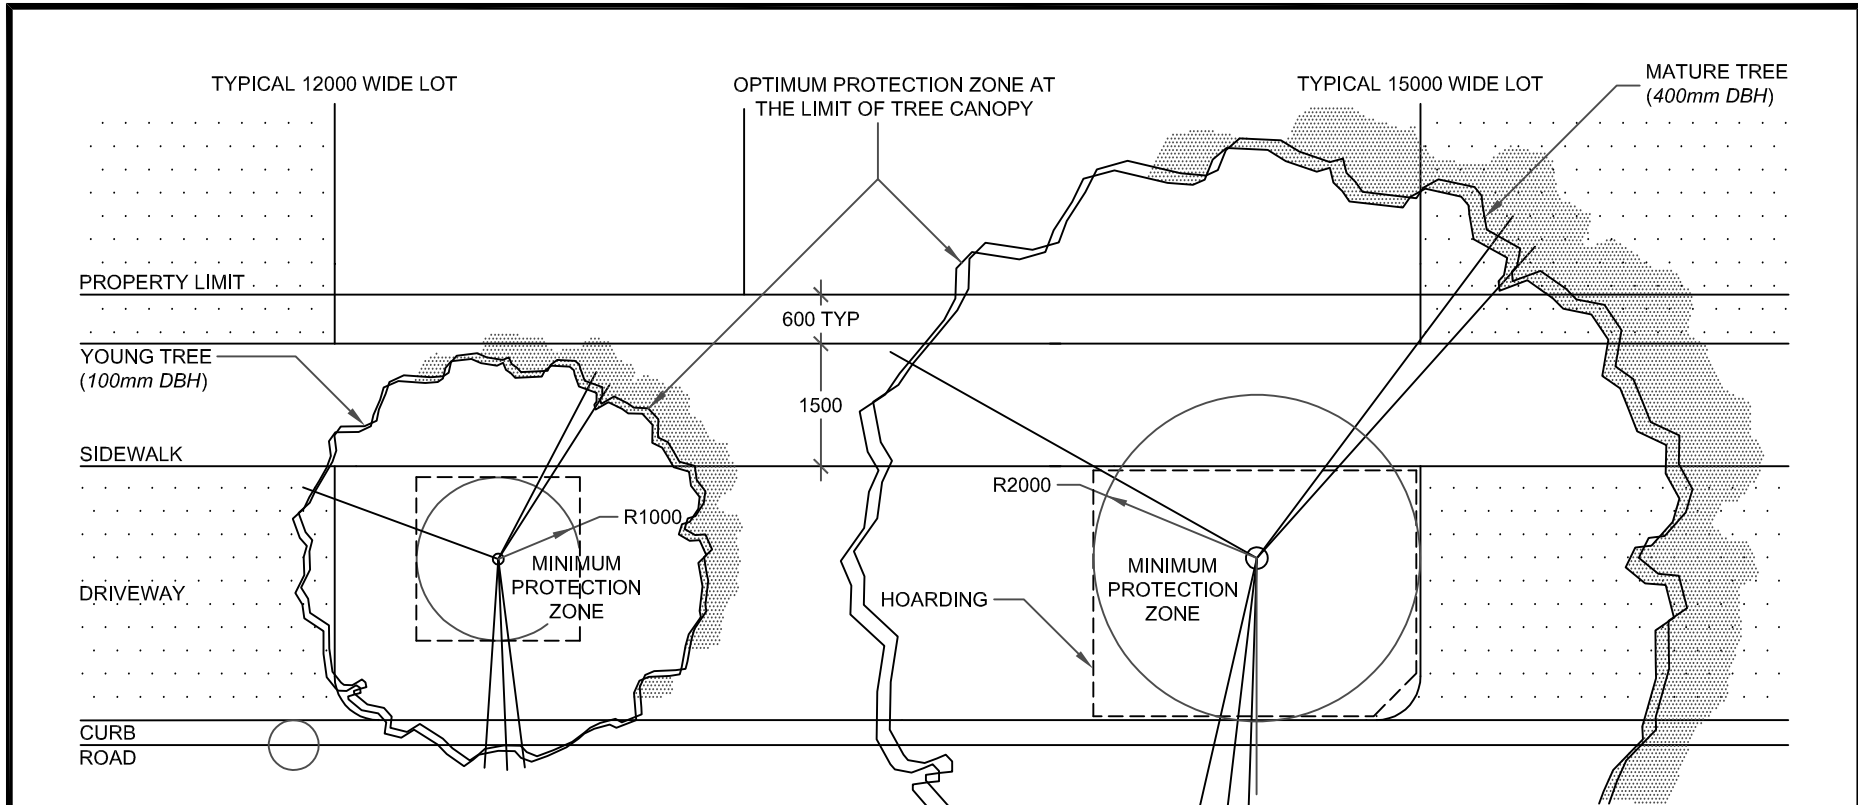 TYPICAL 12000 WIDE LOT
OPTIMUM PROTECTION ZONE AT
THE LIMIT OF TREE CANOPY
TYPICAL 15000 WIDE LOT
MATURE TREE
(400mm DBH)
PROPERTY LIMIT
600 TYP
YOUNG TREE
(100mm DBH)
1500
SIDEWALK
R2000
R1000
MINIMUM
PROTECTION
ZONE
MINIMUM
PROTECTION
ZONE
DRIVEWAY
HOARDING
CURB
ROAD